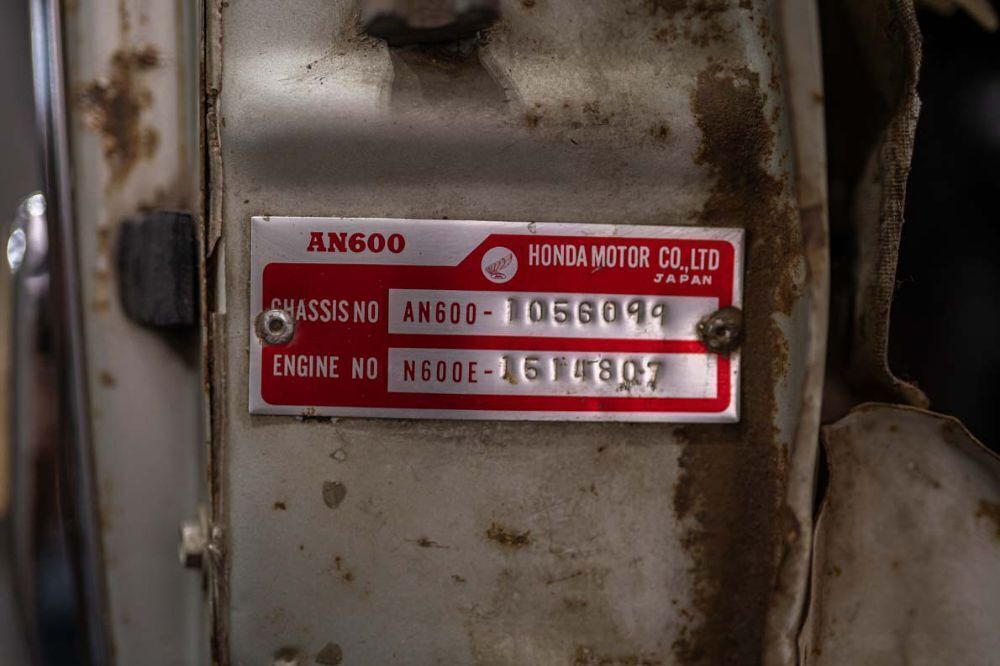 AN600
HONDA MOTOR CO.,LTD
JAPAN
CHASSIS NO AN600-1056099
ENGINE NO N600E-1514807